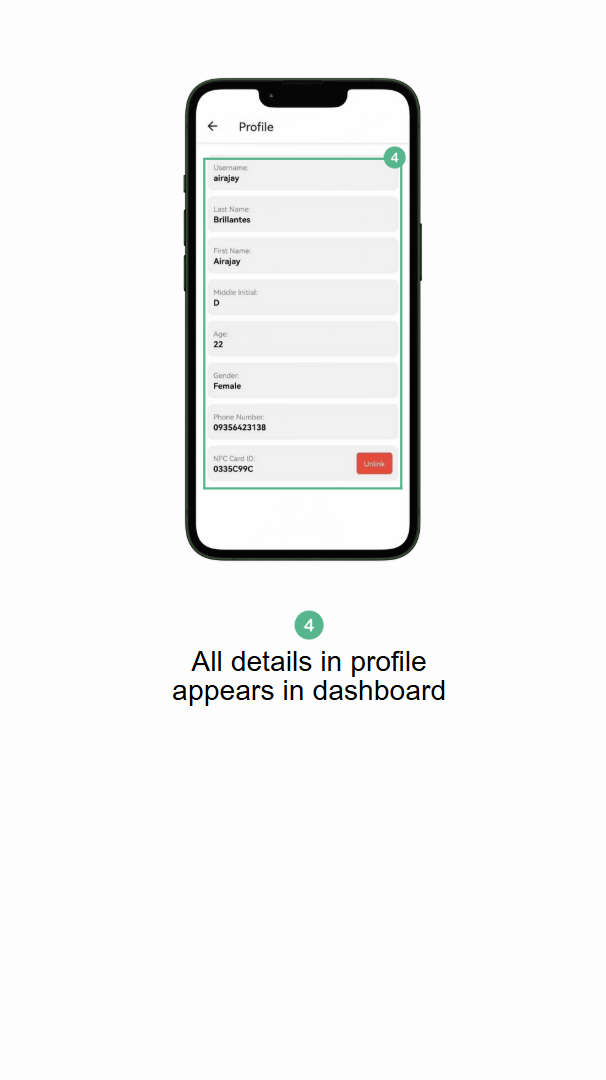 Profile
4
Username:
airajay
Last Name:
Brillantes
First Name:
Airajay
Middle Initial:
D
Age:
22
Gender:
Female
Phone Number:
09356423138
NFC Card ID:
0335C99C
Unlink
4
All details in profile
appears in dashboard